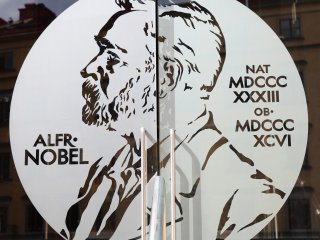 ALFR·
NOBEL
NAT
MDCCC
XXXIII
OB·
MDCCC
XCVI